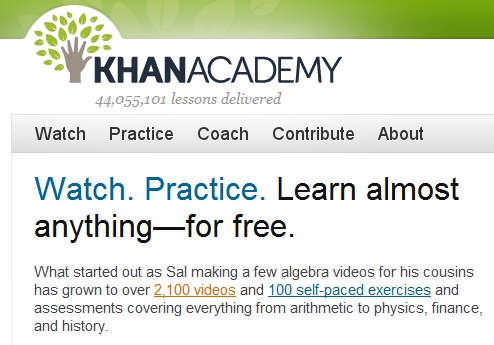 KHANACADEMY
44,055,101 lessons delivered
Watch Practice Coach Contribute About
Watch. Practice. Learn almost
anything—for free.
What started out as Sal making a few algebra videos for his cousins
has grown to over 2,100 videos and 100 self-paced exercises and
assessments covering everything from arithmetic to physics, finance,
and history.